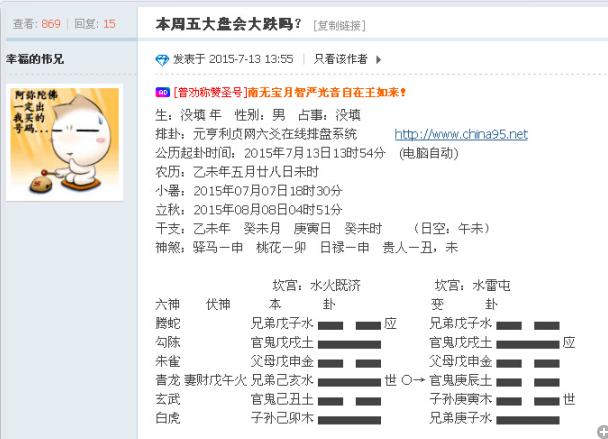 查看: 869 | 回复: 15
本周五大盘会大跌吗? [复制链接]
幸福的伟兄
发表于 2015-7-13 13:55 | 只看该作者
阿弥陀佛
一定出
我买的
号吗...
AD [普劝称赞圣号]南无宝月智严光音自在王如来!
生：没填 年 性别：男 占事：没填
排卦：元亨利贞网六爻在线排盘系统 http://www.china95.net
公历起卦时间：2015年7月13日13时54分 (电脑自动)
农历：乙未年五月廿八日未时
小暑：2015年07月07日18时30分
立秋：2015年08月08日04时51分
干支：乙未年 癸未月 庚寅日 癸未时 （日空：午未）
神煞：驿马－申 桃花－卯 日禄－申 贵人－丑，未
坎宫：水火既济 坎宫：水雷屯
六神 伏神 本 卦 变 卦
螣蛇 兄弟戊子水 应 兄弟戊子水
勾陈 官鬼戊戌土 官鬼戊戌土 应
朱雀 父母戊申金 父母戊申金
青龙 妻财戊午火 兄弟己亥水 世 ○→ 官鬼庚辰土
玄武 官鬼己丑土 子孙庚寅木 世
白虎 子孙己卯木 兄弟庚子水